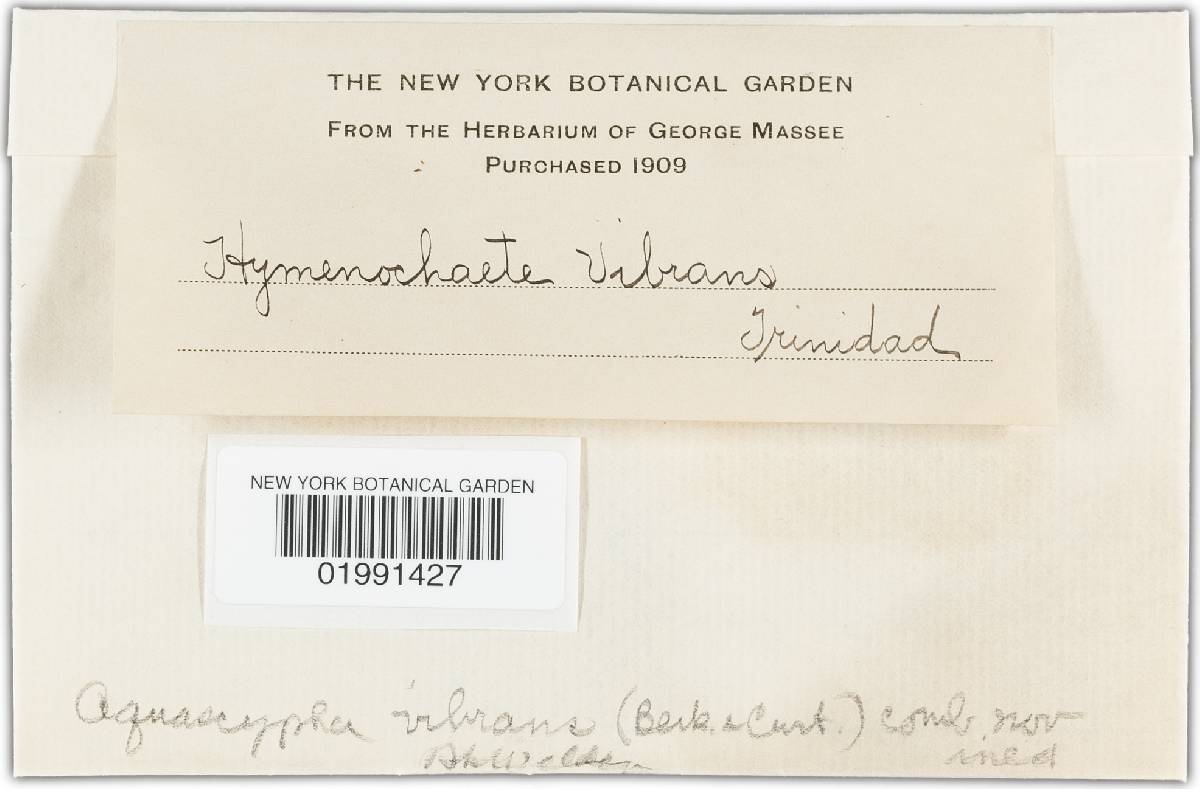 THE NEW YORK BOTANICAL GARDEN
FROM THE HERBARIUM OF GEORGE MASSEE
PURCHASED 1909
Hymenochaete Vibrans
Trinidad
NEW YORK BOTANICAL GARDEN
01991427
Aquascypha vibrans (Berk. & Curt.) comb. nov
ined